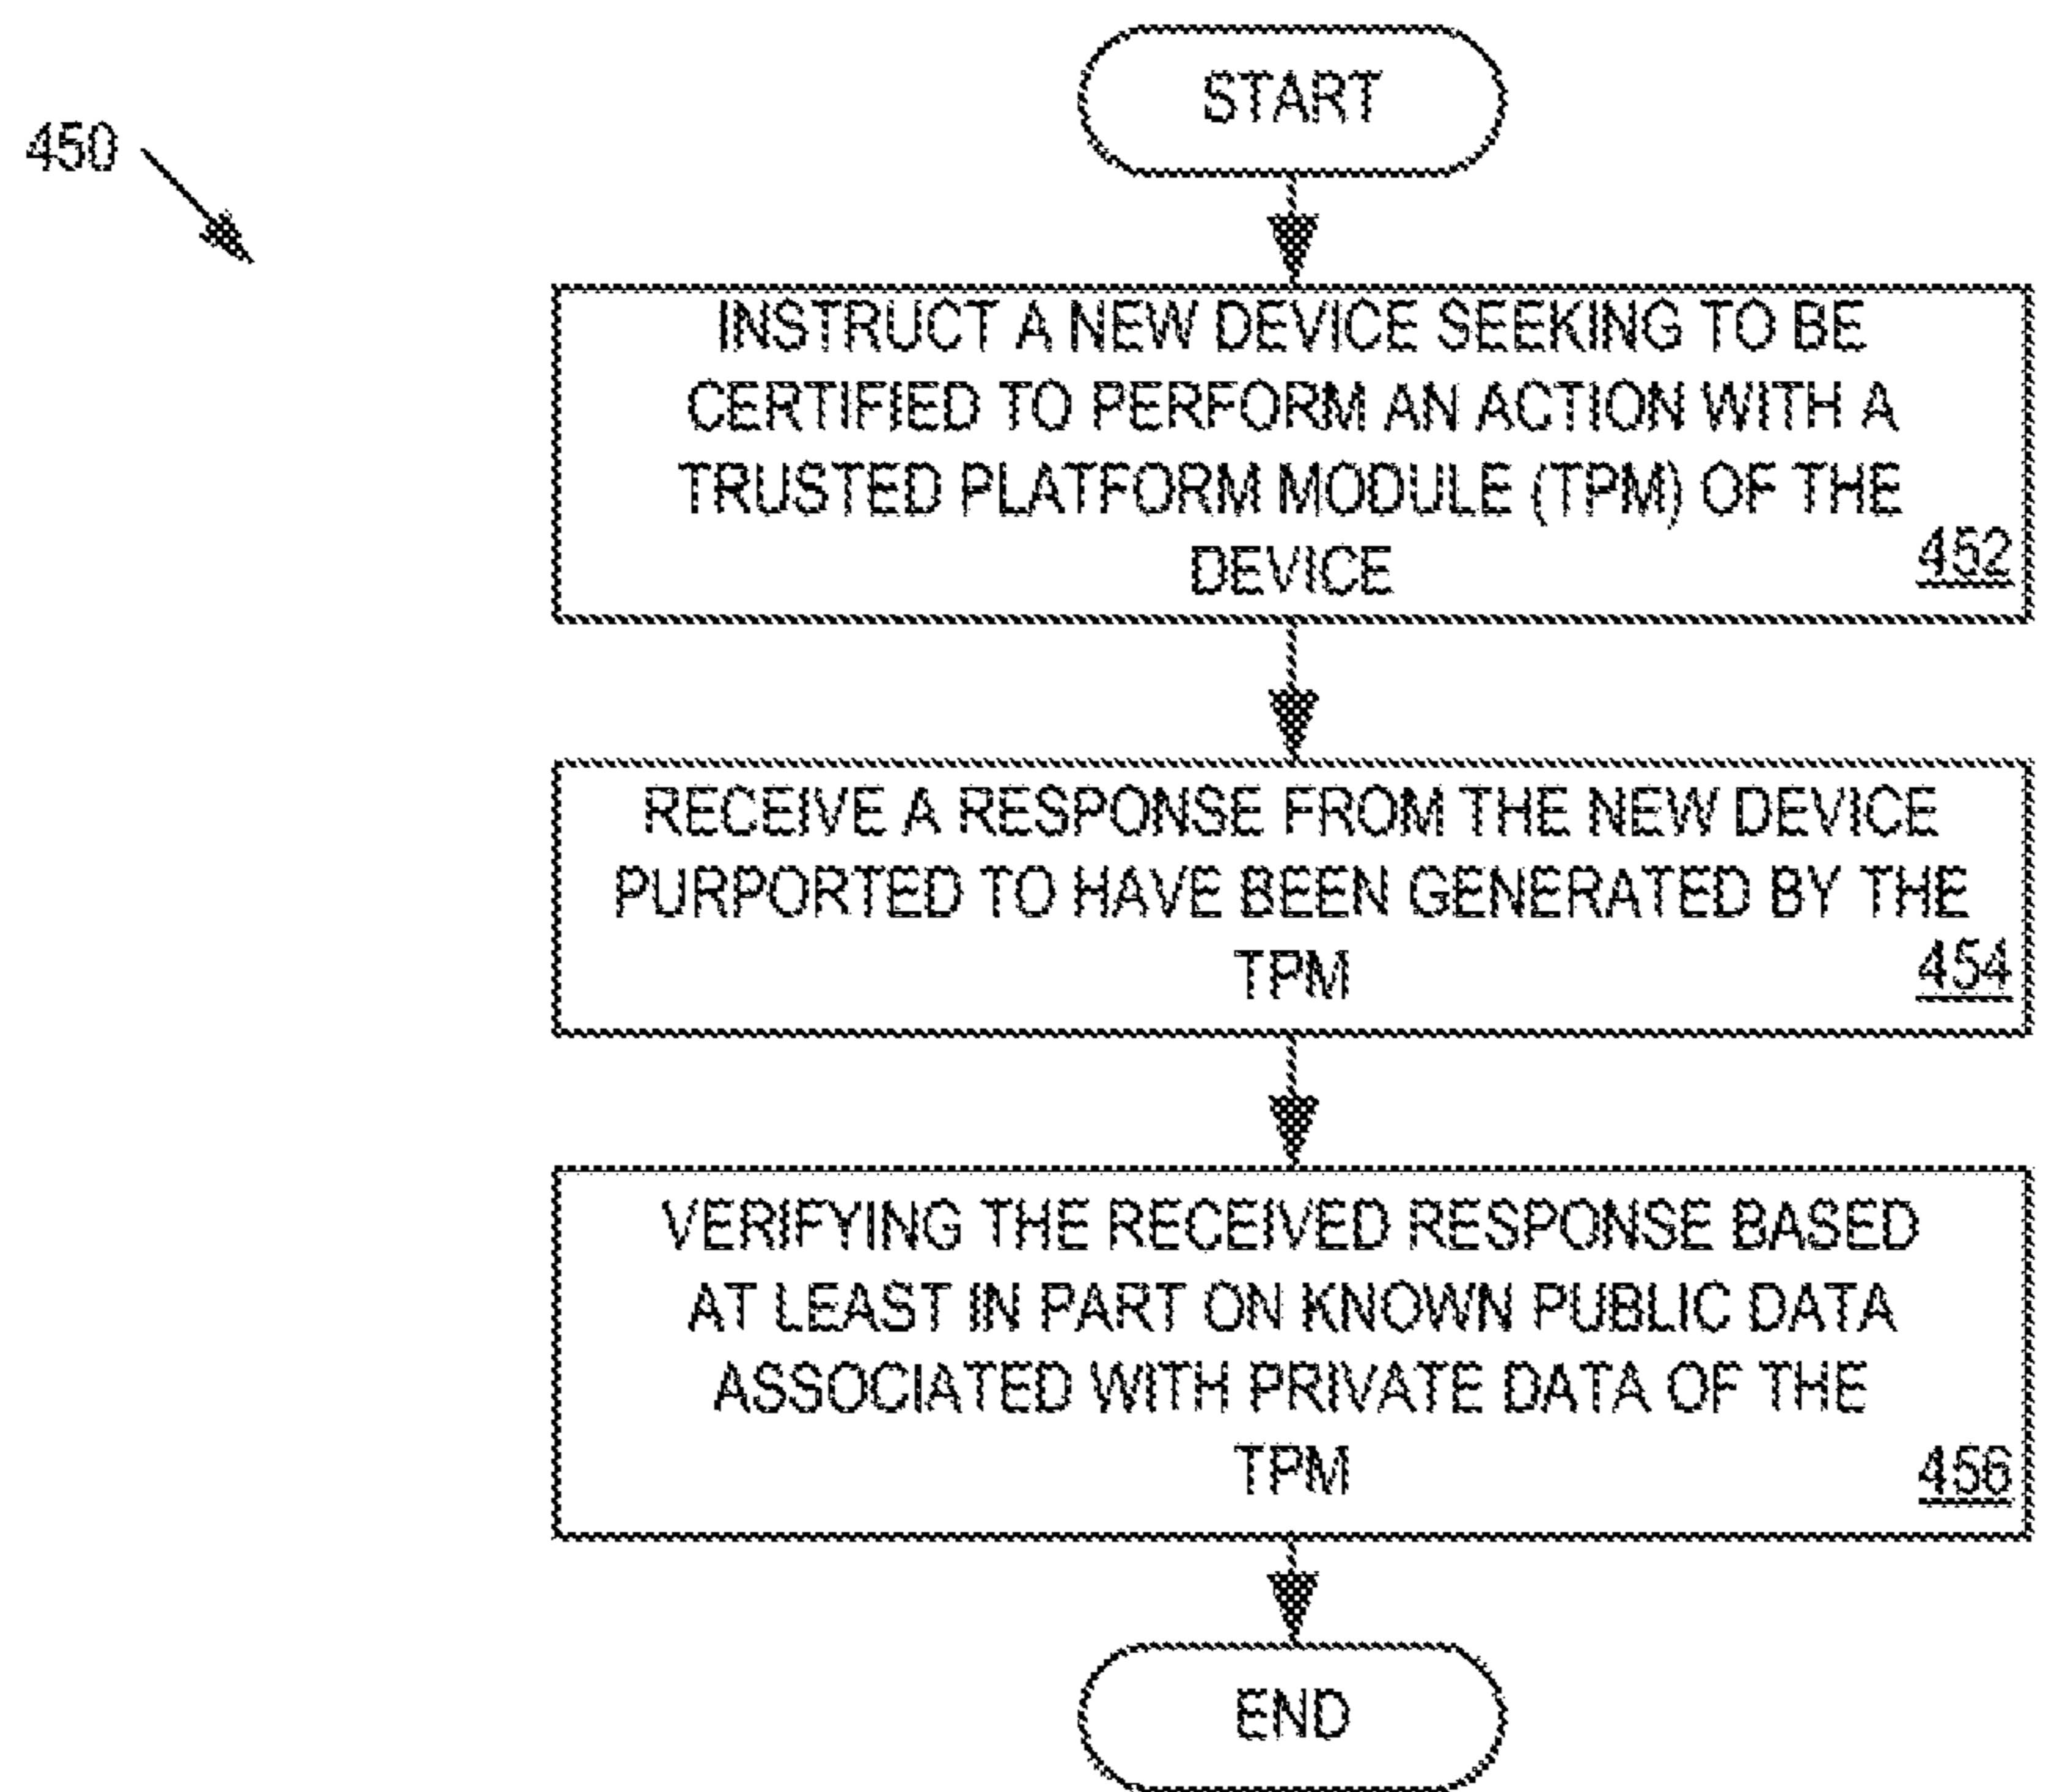 START
450
INSTRUCT A NEW DEVICE SEEKING TO BE
CERTIFIED TO PERFORM AN ACTION WITH A
TRUSTED PLATFORM MODULE (TPM) OF THE
DEVICE
452
RECEIVE A RESPONSE FROM THE NEW DEVICE
PURPORTED TO HAVE BEEN GENERATED BY THE
TPM
454
VERIFYING THE RECEIVED RESPONSE BASED
AT LEAST IN PART ON KNOWN PUBLIC DATA
ASSOCIATED WITH PRIVATE DATA OF THE
TPM
456
END